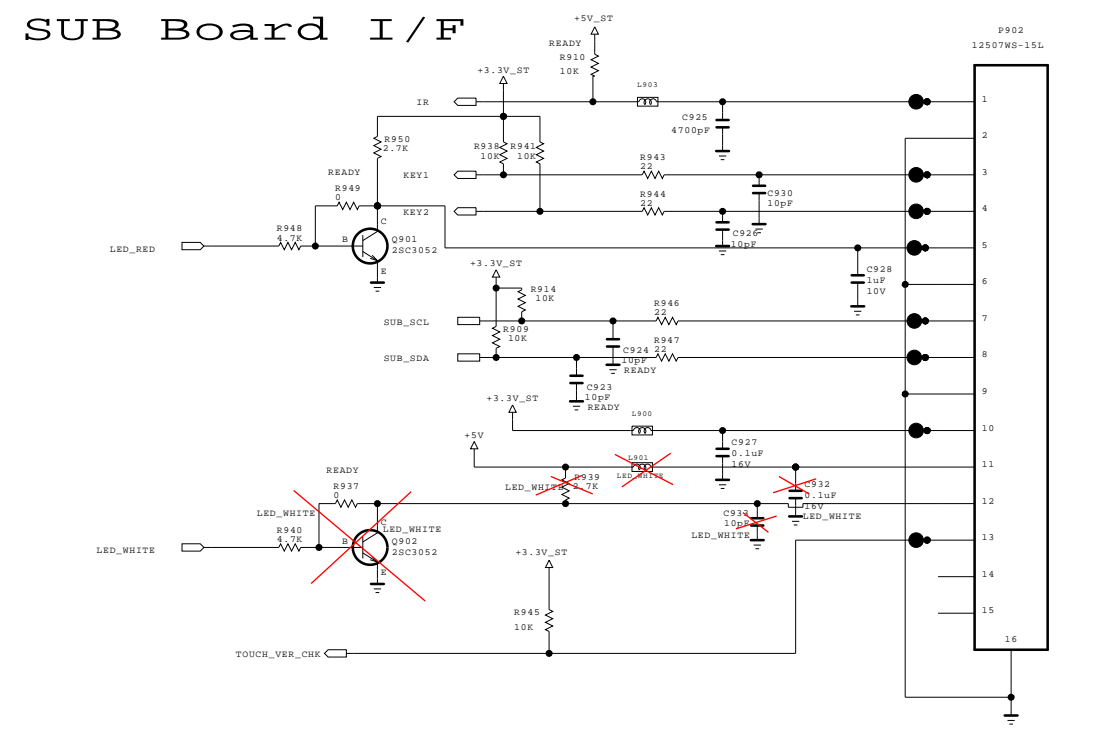 SUB Board I/F
+5V_ST
READY
R910
10K
P902
12507WS-15L
+3.3V_ST
L903
IR
1
C925
4700pF
R950
2.7K
R938
10K
R941
10K
2
READY
R949
0
KEY1
R943
22
3
C930
10pF
KEY2
R944
22
4
C926
10pF
LED_RED
R948
4.7K
B
C
E
Q901
2SC3052
5
+3.3V_ST
C928
1uF
10V
6
R914
10K
SUB_SCL
R946
22
7
R909
10K
C924
10pF
READY
SUB_SDA
R947
22
8
C923
10pF
READY
9
+3.3V_ST
L900
10
+5V
C927
0.1uF
16V
L901
LED_WHITE
11
READY
R937
0
LED_WHITE
R939
2.7K
C932
0.1uF
16V
LED_WHITE
12
LED_WHITE
C933
10pF
LED_WHITE
LED_WHITE
R940
4.7K
LED_WHITE
B
C
E
Q902
2SC3052
13
+3.3V_ST
14
R945
10K
15
TOUCH_VER_CHK
16